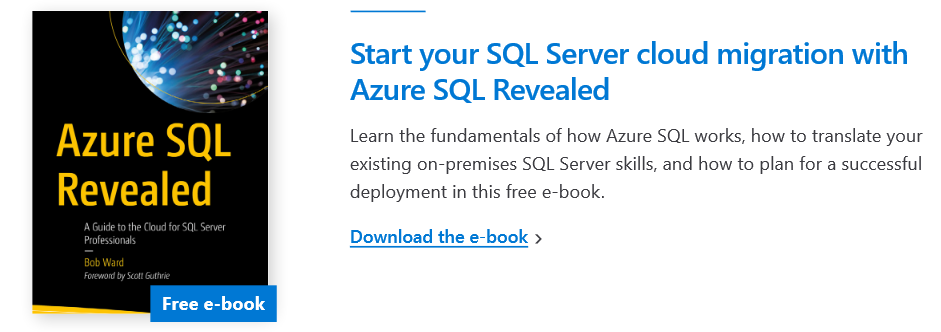 Azure SQL
Revealed
A Guide to the Cloud for SQL Server
Professionals
Bob Ward
Foreword by Scott Guthrie
Free e-book
Start your SQL Server cloud migration with
Azure SQL Revealed
Learn the fundamentals of how Azure SQL works, how to translate your
existing on-premises SQL Server skills, and how to plan for a successful
deployment in this free e-book.
Download the e-book